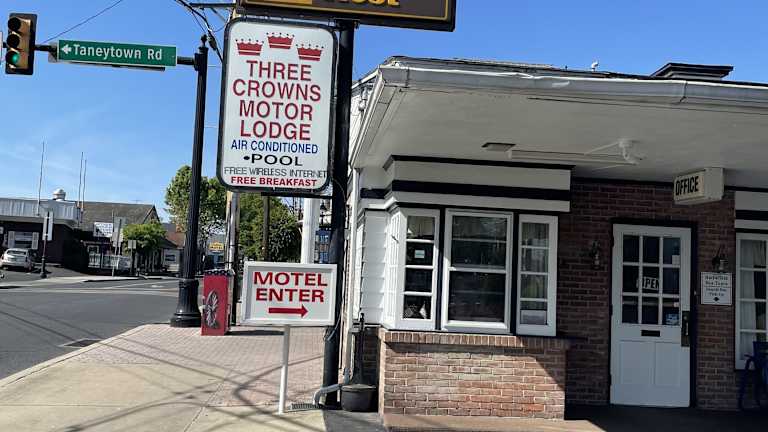 Taneytown Rd
THREE
CROWNS
MOTOR
LODGE
AIR CONDITIONED
•POOL
FREE WIRELESS INTERNET
FREE BREAKFAST
MOTEL
ENTER
OFFICE
OPEN